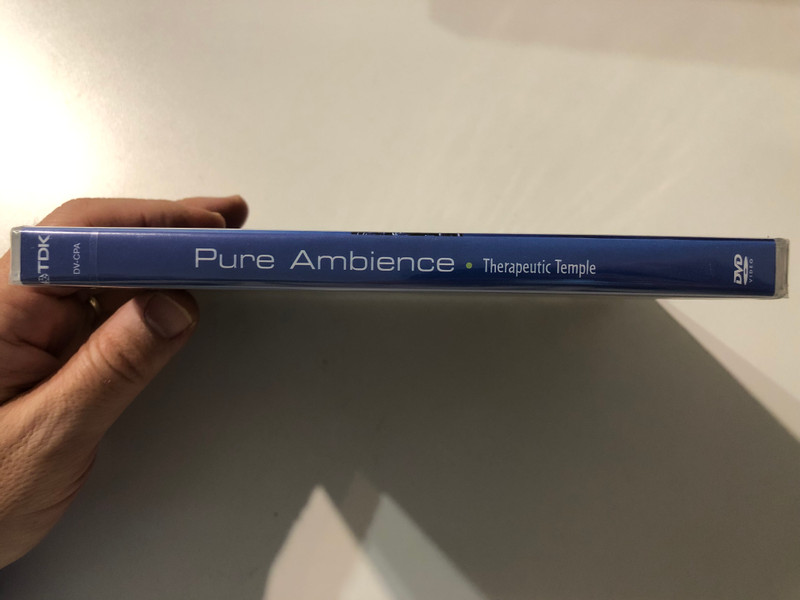 TDK
DV-CPA
Pure Ambience • Therapeutic Temple
DVD
VIDEO